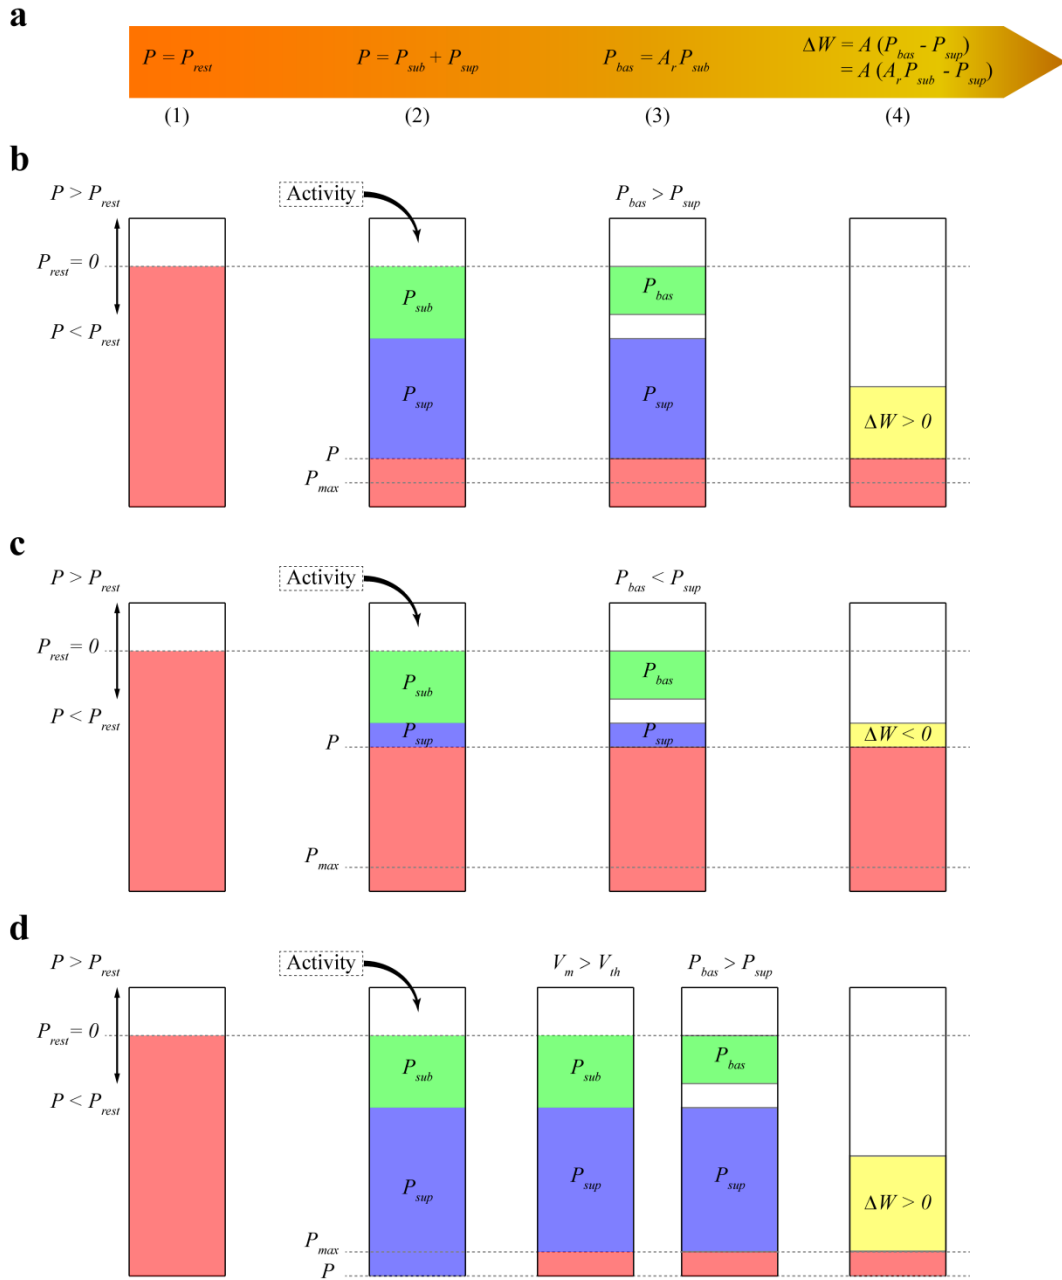 a
P = P_rest P = P_sub + P_sup P_bas = A_r P_sub ΔW = A (P_bas - P_sup)
= A (A_r P_sub - P_sup)
(1) (2) (3) (4)
b
P > P_rest Activity P_bas > P_sup
P_rest = 0
P_sub P_bas
P < P_rest
P_sup P_sup ΔW > 0
P
P_max
c
P > P_rest Activity P_bas < P_sup
P_rest = 0
P_sub P_bas
P < P_rest
P P_sup P_sup ΔW < 0
P_max
d
P > P_rest Activity V_m > V_th P_bas > P_sup
P_rest = 0
P_sub P_sub P_bas
P < P_rest
P_sup P_sup P_sup ΔW > 0
P_max
P